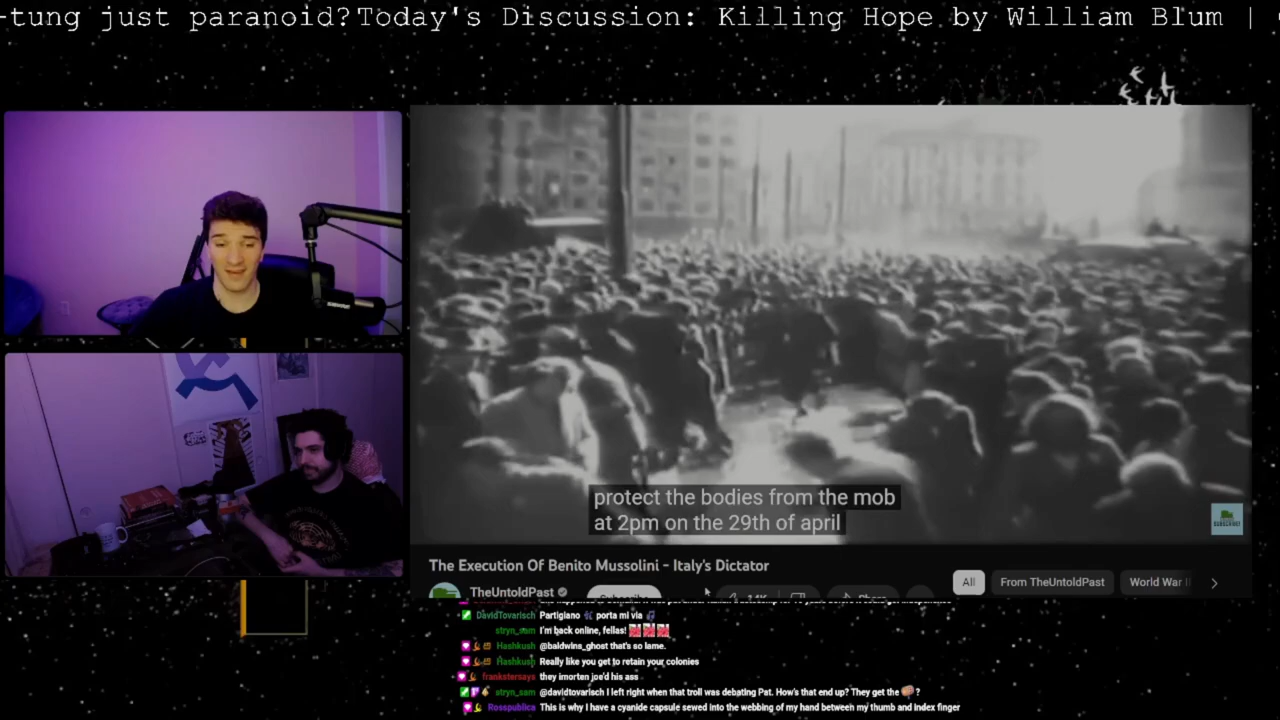 -tung just paranoid?Today's Discussion: Killing Hope by William Blum |
protect the bodies from the mob
at 2pm on the 29th of april
The Execution Of Benito Mussolini - Italy's Dictator
TheUntoldPast
Subscribe
14K
Share
All
From TheUntoldPast
World War II
DavidTovarisch Partigiano 🎶 porta mi via 🎶
stryn_sam I'm back online, fellas!
Hashkush @baldwins_ghost that's so lame.
Hashkush Really like you get to retain your colonies
frankstersays they imorten joe'd his ass
stryn_sam @davidtovarisch I left right when that troll was debating Pat. How's that end up? They get the ?
Rosspublica This is why I have a cyanide capsule sewed into the webbing of my hand between my thumb and index finger